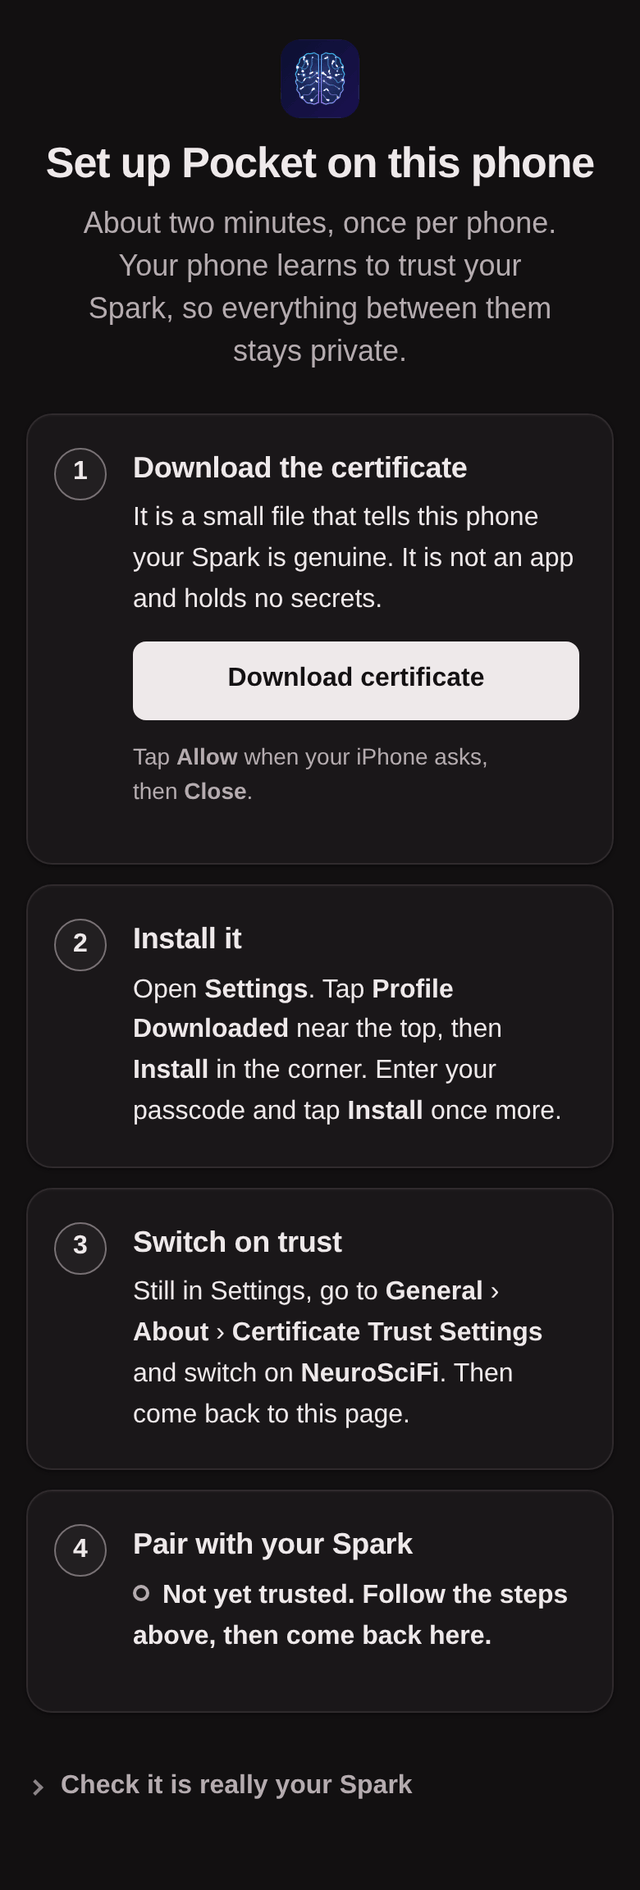 Set up Pocket on this phone
About two minutes, once per phone.
Your phone learns to trust your
Spark, so everything between them
stays private.
1
Download the certificate
It is a small file that tells this phone
your Spark is genuine. It is not an app
and holds no secrets.
Download certificate
Tap Allow when your iPhone asks,
then Close.
2
Install it
Open Settings. Tap Profile
Downloaded near the top, then
Install in the corner. Enter your
passcode and tap Install once more.
3
Switch on trust
Still in Settings, go to General ›
About › Certificate Trust Settings
and switch on NeuroSciFi. Then
come back to this page.
4
Pair with your Spark
Not yet trusted. Follow the steps
above, then come back here.
Check it is really your Spark